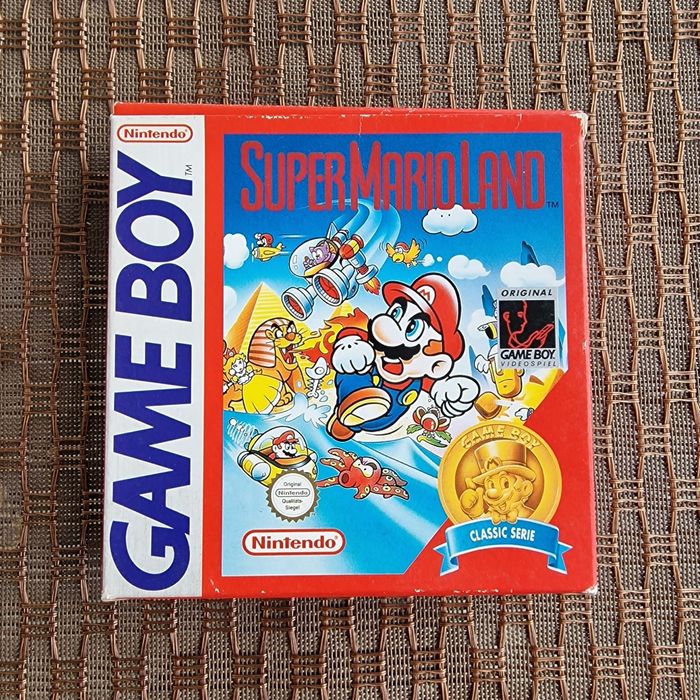 Nintendo
GAME BOY
TM
SUPER MARIO LAND
TM
ORIGINAL
GAME BOY
VIDEOSPIEL
Original
Nintendo
Qualitäts-
Siegel
Nintendo
GAME BOY
CLASSIC SERIE